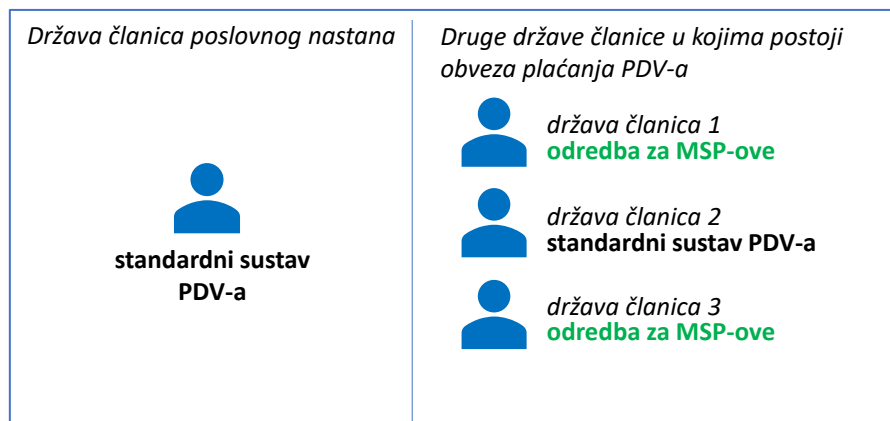 Država članica poslovnog nastana
standardni sustav
PDV-a
Druge države članice u kojima postoji
obveza plaćanja PDV-a
država članica 1
odredba za MSP-ove
država članica 2
standardni sustav PDV-a
država članica 3
odredba za MSP-ove